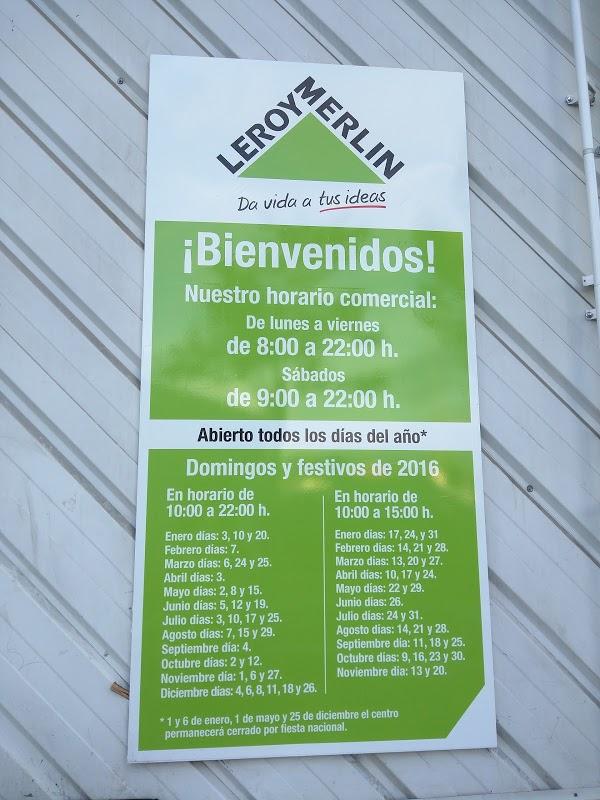 LEROY MERLIN
Da vida a tus ideas
¡Bienvenidos!
Nuestro horario comercial:
De lunes a viernes
de 8:00 a 22:00 h.
Sábados
de 9:00 a 22:00 h.
Abierto todos los días del año*
Domingos y festivos de 2016
En horario de
10:00 a 22:00 h.
Enero días: 3, 10 y 20.
Febrero días: 7.
Marzo días: 6, 24 y 25.
Abril días: 3.
Mayo días: 2, 8 y 15.
Junio días: 5, 12 y 19.
Julio días: 3, 10, 17 y 25.
Agosto días: 7, 15 y 29.
Septiembre día: 4.
Octubre días: 2 y 12.
Noviembre días: 1, 6 y 27.
Diciembre días: 4, 6, 8, 11, 18 y 26.
En horario de
10:00 a 15:00 h.
Enero días: 17, 24, y 31
Febrero días: 14, 21 y 28.
Marzo días: 13, 20 y 27.
Abril días: 10, 17 y 24.
Mayo días: 22 y 29.
Junio días: 26.
Julio días: 24 y 31.
Agosto días: 14, 21 y 28.
Septiembre día: 11, 18 y 25.
Octubre días: 9, 16, 23 y 30.
Noviembre día: 13 y 20.
* 1 y 6 de enero, 1 de mayo y 25 de diciembre el centro
permanecerá cerrado por fiesta nacional.